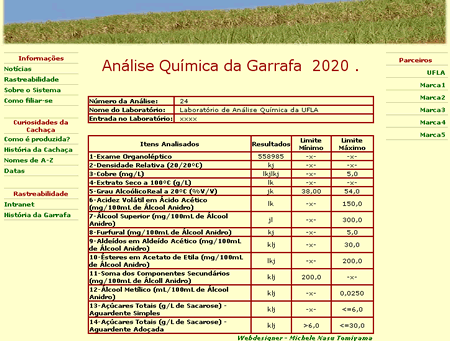 Análise Química da Garrafa 2020 .
Informações
Notícias
Rastreabilidade
Sobre o Sistema
Como filiar-se
Curiosidades da
Cachaça
Como é produzida?
História da Cachaça
Nomes de A-Z
Datas
Rastreabilidade
Intranet
História da Garrafa
Número da Análise: 24
Nome do Laboratório: Laboratório de Análise Química da UFLA
Entrada no Laboratório: xxxx
Itens Analisados Resultados Limite Mínimo Limite Máximo
1-Exame Organoléptico 558985 -x- -x-
2-Densidade Relativa (20/20ºC) kj -x- -x-
3-Cobre (mg/L) lkjlkj -x- 5,0
4-Extrato Seco a 100ºC (g/L) lk -x- -x-
5-Grau AlcoólicoReal a 20ºC (%V/V) jk 38,00 54,0
6-Acidez Volátil em Ácido Acético
(mg/100mL de Álcool Anidro) lk -x- 150,0
7-Álcool Superior (mg/100mL de Álcool
Anidro) jl -x- 300,0
8-Furfural (mg/100mL de Álcool Anidro) kj -x- 5,0
9-Aldeídos em Aldeído Acético (mg/100mL
de Álcool Anidro) klj -x- 30,0
10-Ésteres em Acetato de Etila (mg/100mL
de Álcool Anidro) lkj -x- 200,0
11-Soma dos Componentes Secundários
(mg/100mL de Álcoll Anidro) klj 200,0 -x-
12-Álcool Metílico (mL/100mL de Álcool
Anidro) klj -x- 0,0250
13-Açúcares Totais (g/L de Sacarose) -
Aguardente Simples klj <=6,0
14-Açúcares Totais (g/L de Sacarose) -
Aguardente Adoçada klj >6,0 <=30,0
Webdesigner - Michele Nasu Tomiyama
Parceiros
UFLA
Marca1
Marca2
Marca3
Marca4
Marca5